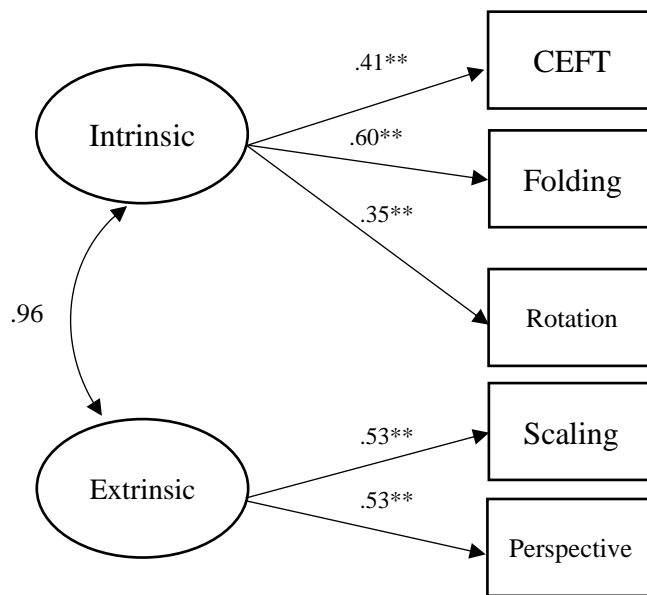 .41**
CEFT
Intrinsic
.60**
Folding
.35**
.96
Rotation
.53**
Scaling
Extrinsic
.53**
Perspective